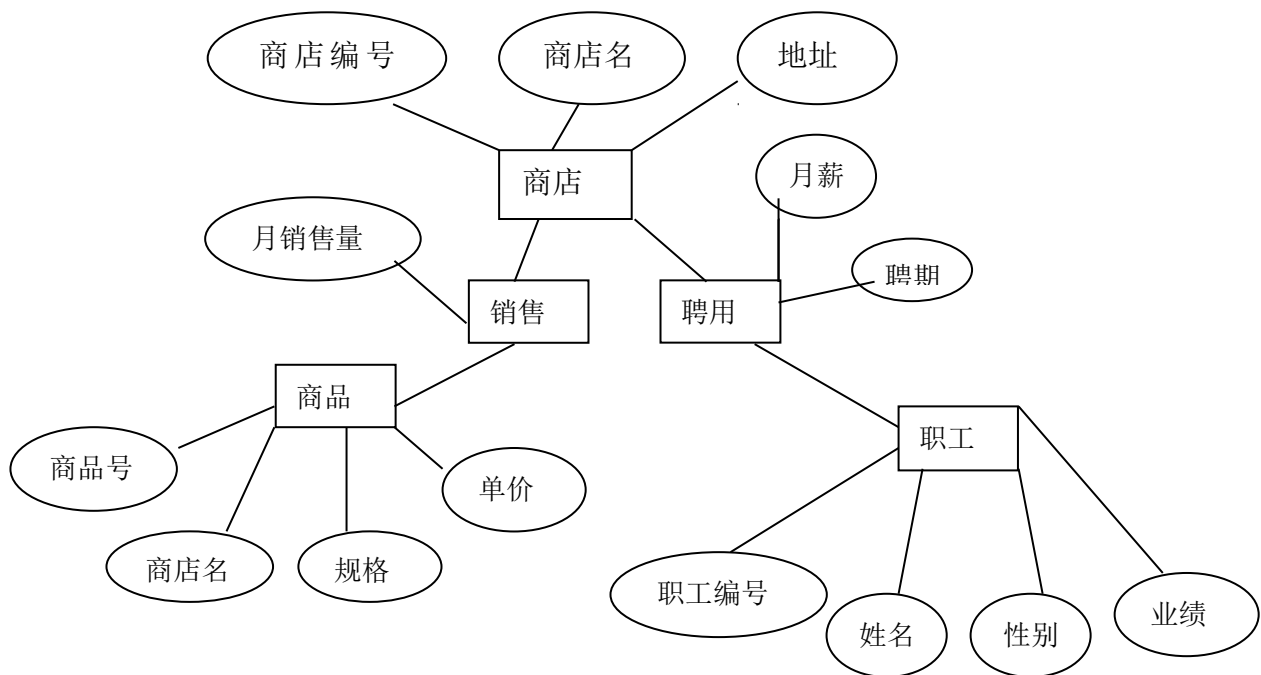 商店编号
商店名
地址
月薪
商店
月销售量
聘期
销售
聘用
商品
职工
商品号
单价
商店名
规格
职工编号
姓名
性别
业绩